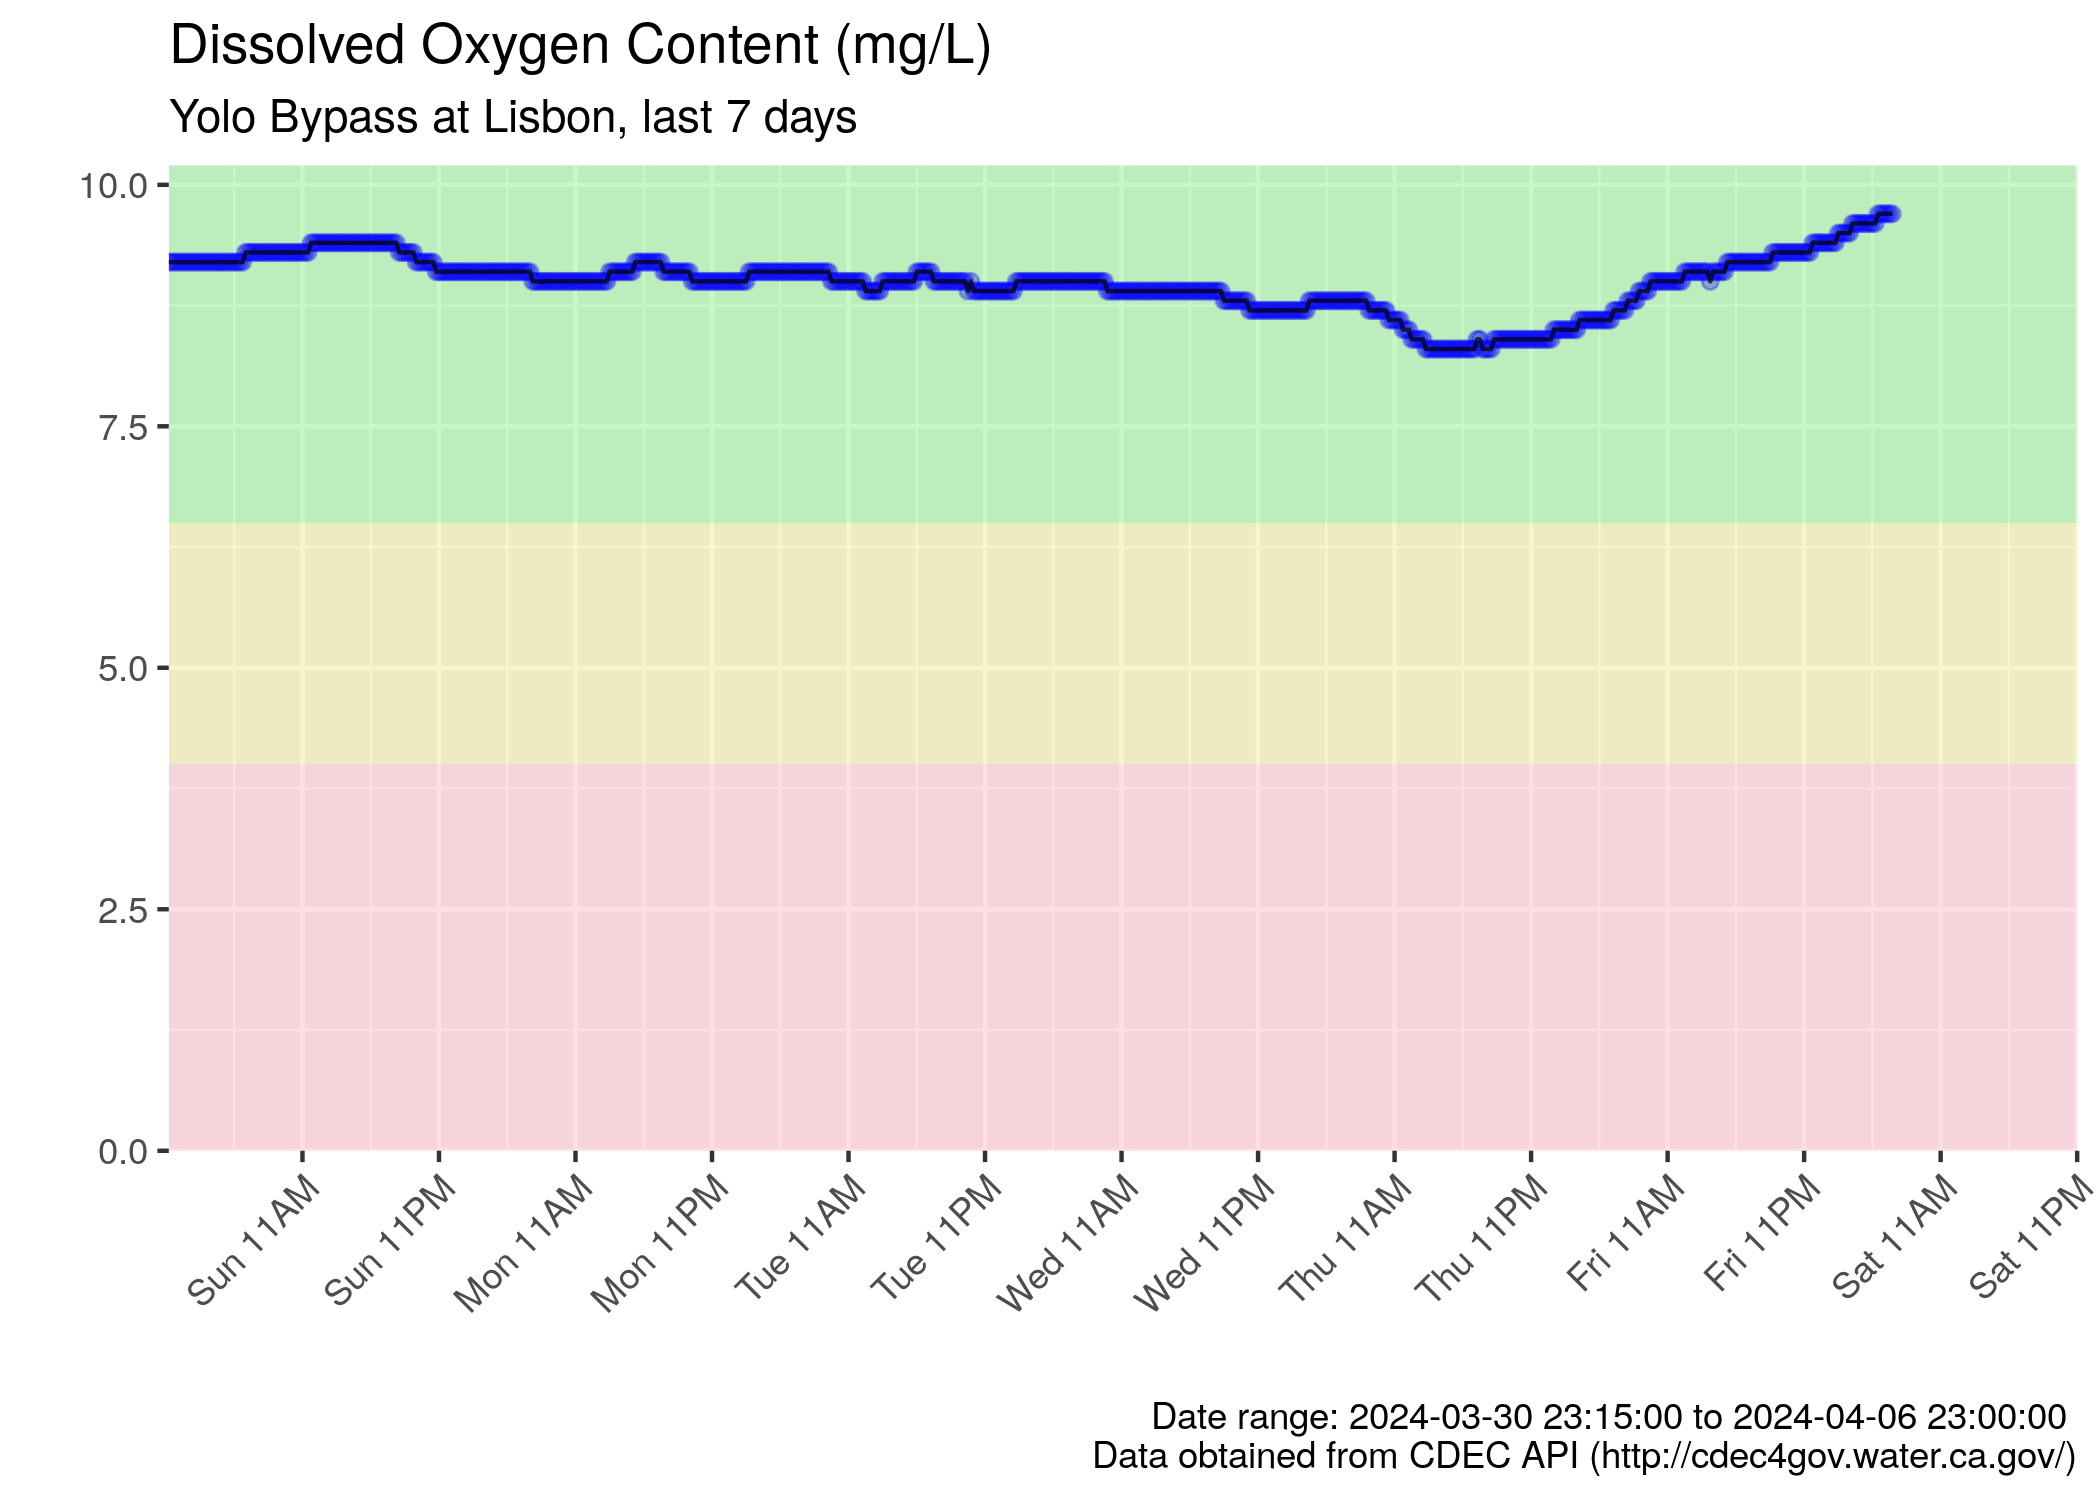 Dissolved Oxygen Content (mg/L)
Yolo Bypass at Lisbon, last 7 days
10.0
7.5
5.0
2.5
0.0
Sun 11AM
Sun 11PM
Mon 11AM
Mon 11PM
Tue 11AM
Tue 11PM
Wed 11AM
Wed 11PM
Thu 11AM
Thu 11PM
Fri 11AM
Fri 11PM
Sat 11AM
Sat 11PM
Date range: 2024-03-30 23:15:00 to 2024-04-06 23:00:00
Data obtained from CDEC API (http://cdec4gov.water.ca.gov/)